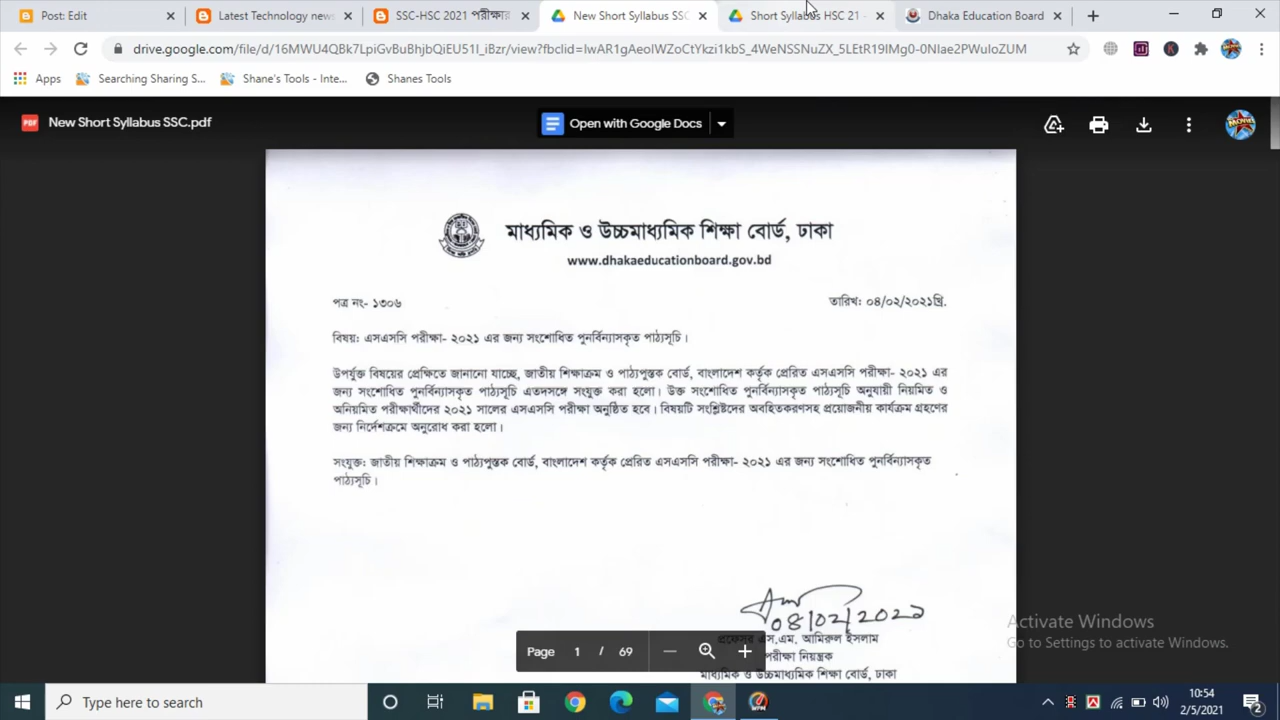 Post: Edit
Latest Technology news
SSC-HSC 2021 পরীক্ষার
New Short Syllabus SSC
Short Syllabus HSC 21 -
Dhaka Education Board
drive.google.com/file/d/16MWU4QBk7LpiGvBuBhjbQiEU51l_iBzr/view?fbclid=IwAR1gAeolWZoCtYkzi1kbS_4WeNSSNuZX_5LEtR19IMg0-0NIae2PWuloZUM
Apps
Searching Sharing S...
Shane's Tools - Inte...
Shanes Tools
PDF
New Short Syllabus SSC.pdf
Open with Google Docs
মাধ্যমিক ও উচ্চমাধ্যমিক শিক্ষা বোর্ড, ঢাকা
www.dhakaeducationboard.gov.bd
পত্র নং- ১৩০৬
তারিখ: ০৪/০২/২০২১খ্রি.
বিষয়: এসএসসি পরীক্ষা- ২০২১ এর জন্য সংশোধিত পুনর্বিন্যাসকৃত পাঠ্যসূচি।
উপর্যুক্ত বিষয়ের প্রেক্ষিতে জানানো যাচ্ছে, জাতীয় শিক্ষাক্রম ও পাঠ্যপুস্তক বোর্ড, বাংলাদেশ কর্তৃক প্রেরিত এসএসসি পরীক্ষা- ২০২১ এর
জন্য সংশোধিত পুনর্বিন্যাসকৃত পাঠ্যসূচি এতদসঙ্গে সংযুক্ত করা হলো। উক্ত সংশোধিত পুনর্বিন্যাসকৃত পাঠ্যসূচি অনুযায়ী নিয়মিত ও
অনিয়মিত পরীক্ষার্থীদের ২০২১ সালের এসএসসি পরীক্ষা অনুষ্ঠিত হবে। বিষয়টি সংশ্লিষ্টদের অবহিতকরণসহ প্রয়োজনীয় কার্যক্রম গ্রহণের
জন্য নির্দেশক্রমে অনুরোধ করা হলো।
সংযুক্ত: জাতীয় শিক্ষাক্রম ও পাঠ্যপুস্তক বোর্ড, বাংলাদেশ কর্তৃক প্রেরিত এসএসসি পরীক্ষা- ২০২১ এর জন্য সংশোধিত পুনর্বিন্যাসকৃত
পাঠ্যসূচি।
০৪/০২/২০২১
প্রফেসর এস.এম. আমিরুল ইসলাম
পরীক্ষা নিয়ন্ত্রক
মাধ্যমিক ও উচ্চমাধ্যমিক শিক্ষা বোর্ড, ঢাকা
Page 1 / 69
Activate Windows
Go to Settings to activate Windows.
Type here to search
10:54
2/5/2021
2